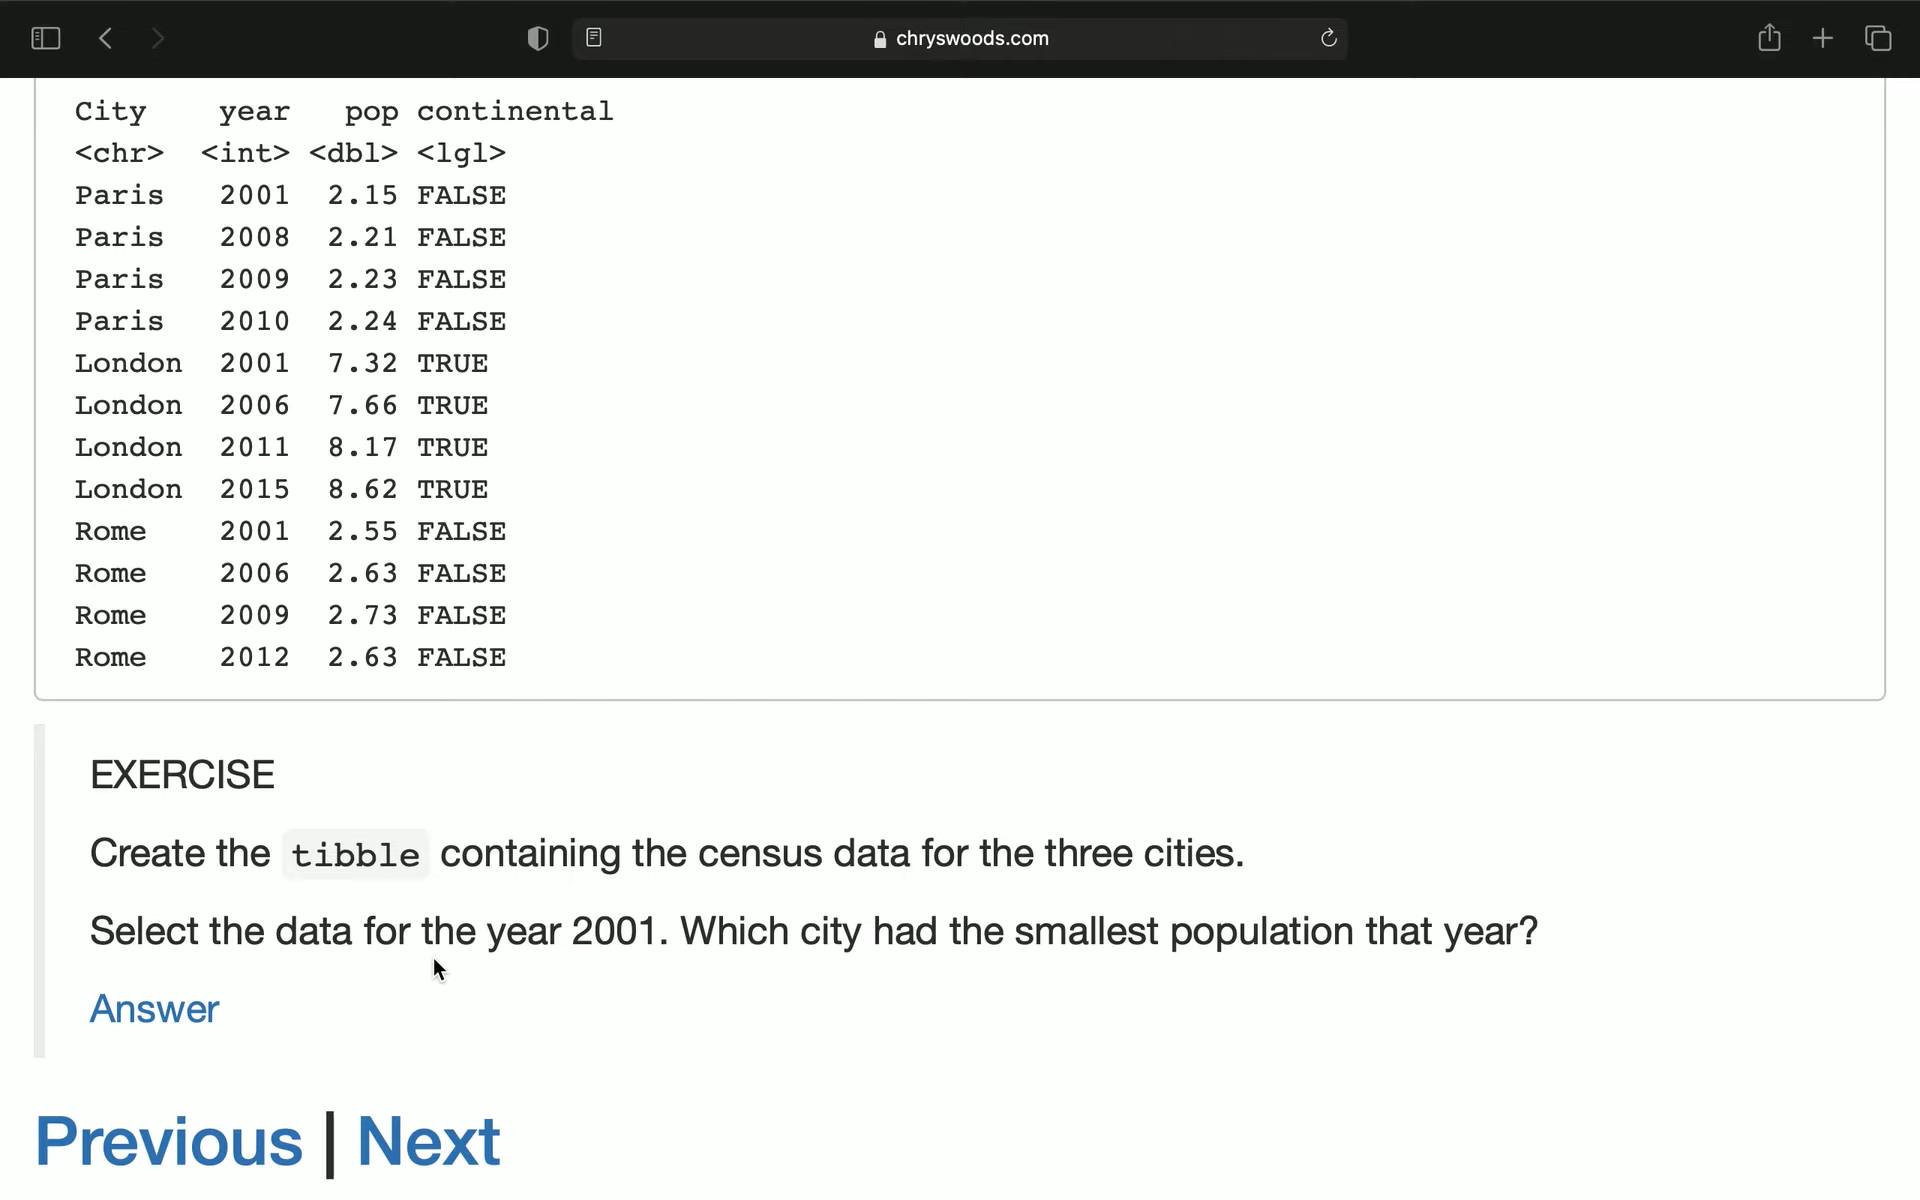 chryswoods.com
City year pop continental
<chr> <int> <dbl> <lgl>
Paris 2001 2.15 FALSE
Paris 2008 2.21 FALSE
Paris 2009 2.23 FALSE
Paris 2010 2.24 FALSE
London 2001 7.32 TRUE
London 2006 7.66 TRUE
London 2011 8.17 TRUE
London 2015 8.62 TRUE
Rome 2001 2.55 FALSE
Rome 2006 2.63 FALSE
Rome 2009 2.73 FALSE
Rome 2012 2.63 FALSE
EXERCISE
Create the tibble containing the census data for the three cities.
Select the data for the year 2001. Which city had the smallest population that year?
Answer
Previous | Next